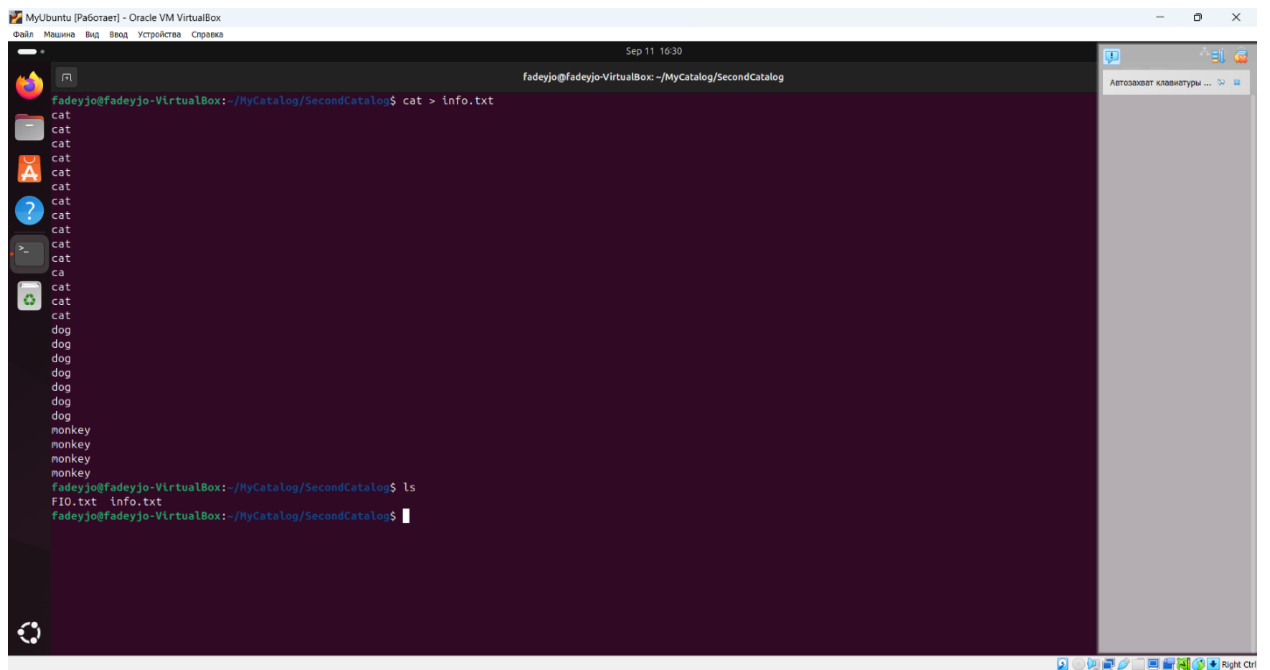 MyUbuntu [Работает] - Oracle VM VirtualBox
Файл Машина Вид Ввод Устройства Справка
Sep 11 16:30
fadeyjo@fadeyjo-VirtualBox: ~/MyCatalog/SecondCatalog
Автозахват клавиатуры ...
fadeyjo@fadeyjo-VirtualBox:~/MyCatalog/SecondCatalog$ cat > info.txt
cat
cat
cat
cat
cat
cat
cat
cat
cat
cat
cat
ca
cat
cat
cat
dog
dog
dog
dog
dog
dog
dog
monkey
monkey
monkey
monkey
fadeyjo@fadeyjo-VirtualBox:~/MyCatalog/SecondCatalog$ ls
FIO.txt info.txt
fadeyjo@fadeyjo-VirtualBox:~/MyCatalog/SecondCatalog$
Right Ctrl